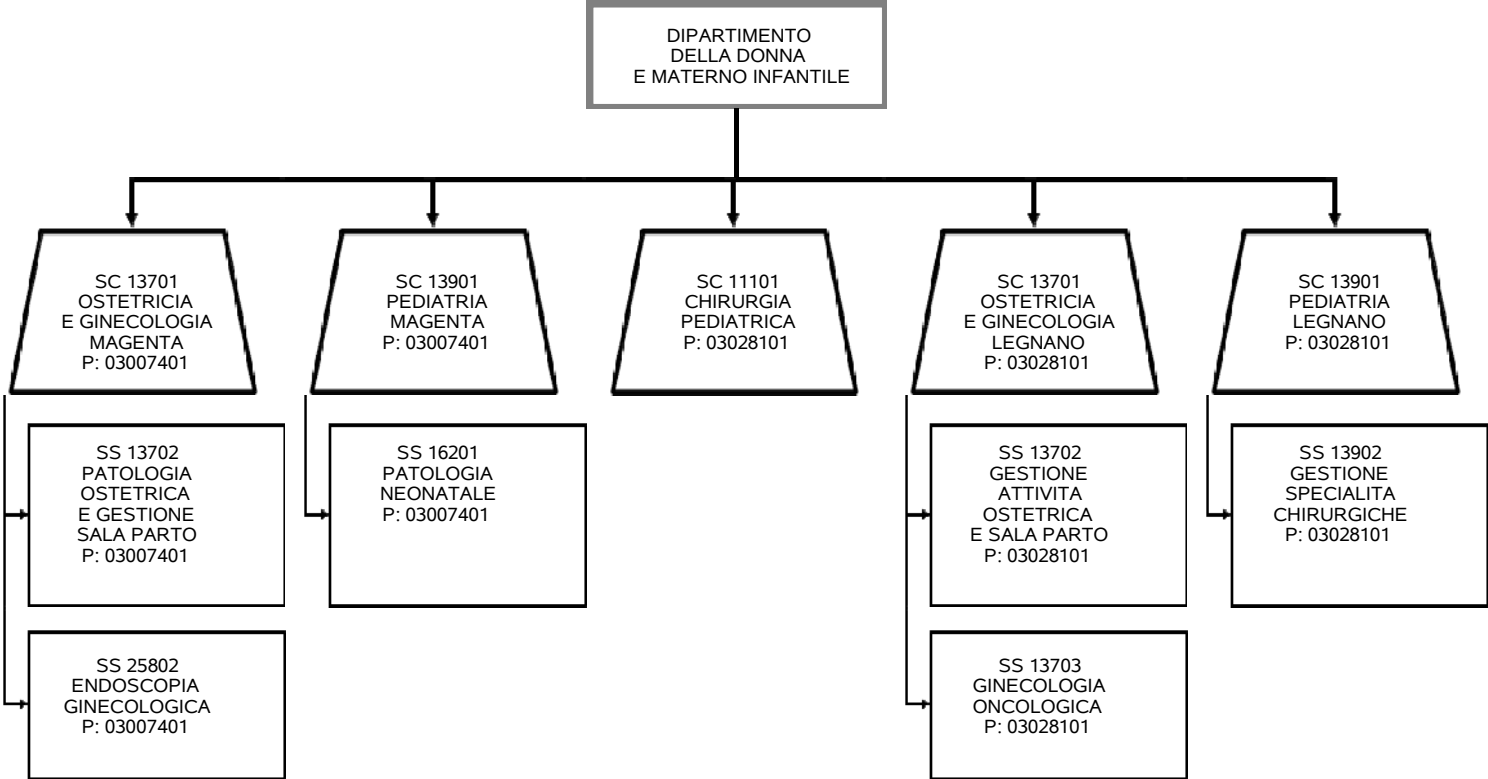 DIPARTIMENTO
DELLA DONNA
E MATERNO INFANTILE
SC 13701
OSTETRICIA
E GINECOLOGIA
MAGENTA
P: 03007401
SC 13901
PEDIATRIA
MAGENTA
P: 03007401
SC 11101
CHIRURGIA
PEDIATRICA
P: 03028101
SC 13701
OSTETRICIA
E GINECOLOGIA
LEGNANO
P: 03028101
SC 13901
PEDIATRIA
LEGNANO
P: 03028101
SS 13702
PATOLOGIA
OSTETRICA
E GESTIONE
SALA PARTO
P: 03007401
SS 16201
PATOLOGIA
NEONATALE
P: 03007401
SS 13702
GESTIONE
ATTIVITA
OSTETRICA
E SALA PARTO
P: 03028101
SS 13902
GESTIONE
SPECIALITA
CHIRURGICHE
P: 03028101
SS 25802
ENDOSCOPIA
GINECOLOGICA
P: 03007401
SS 13703
GINECOLOGIA
ONCOLOGICA
P: 03028101